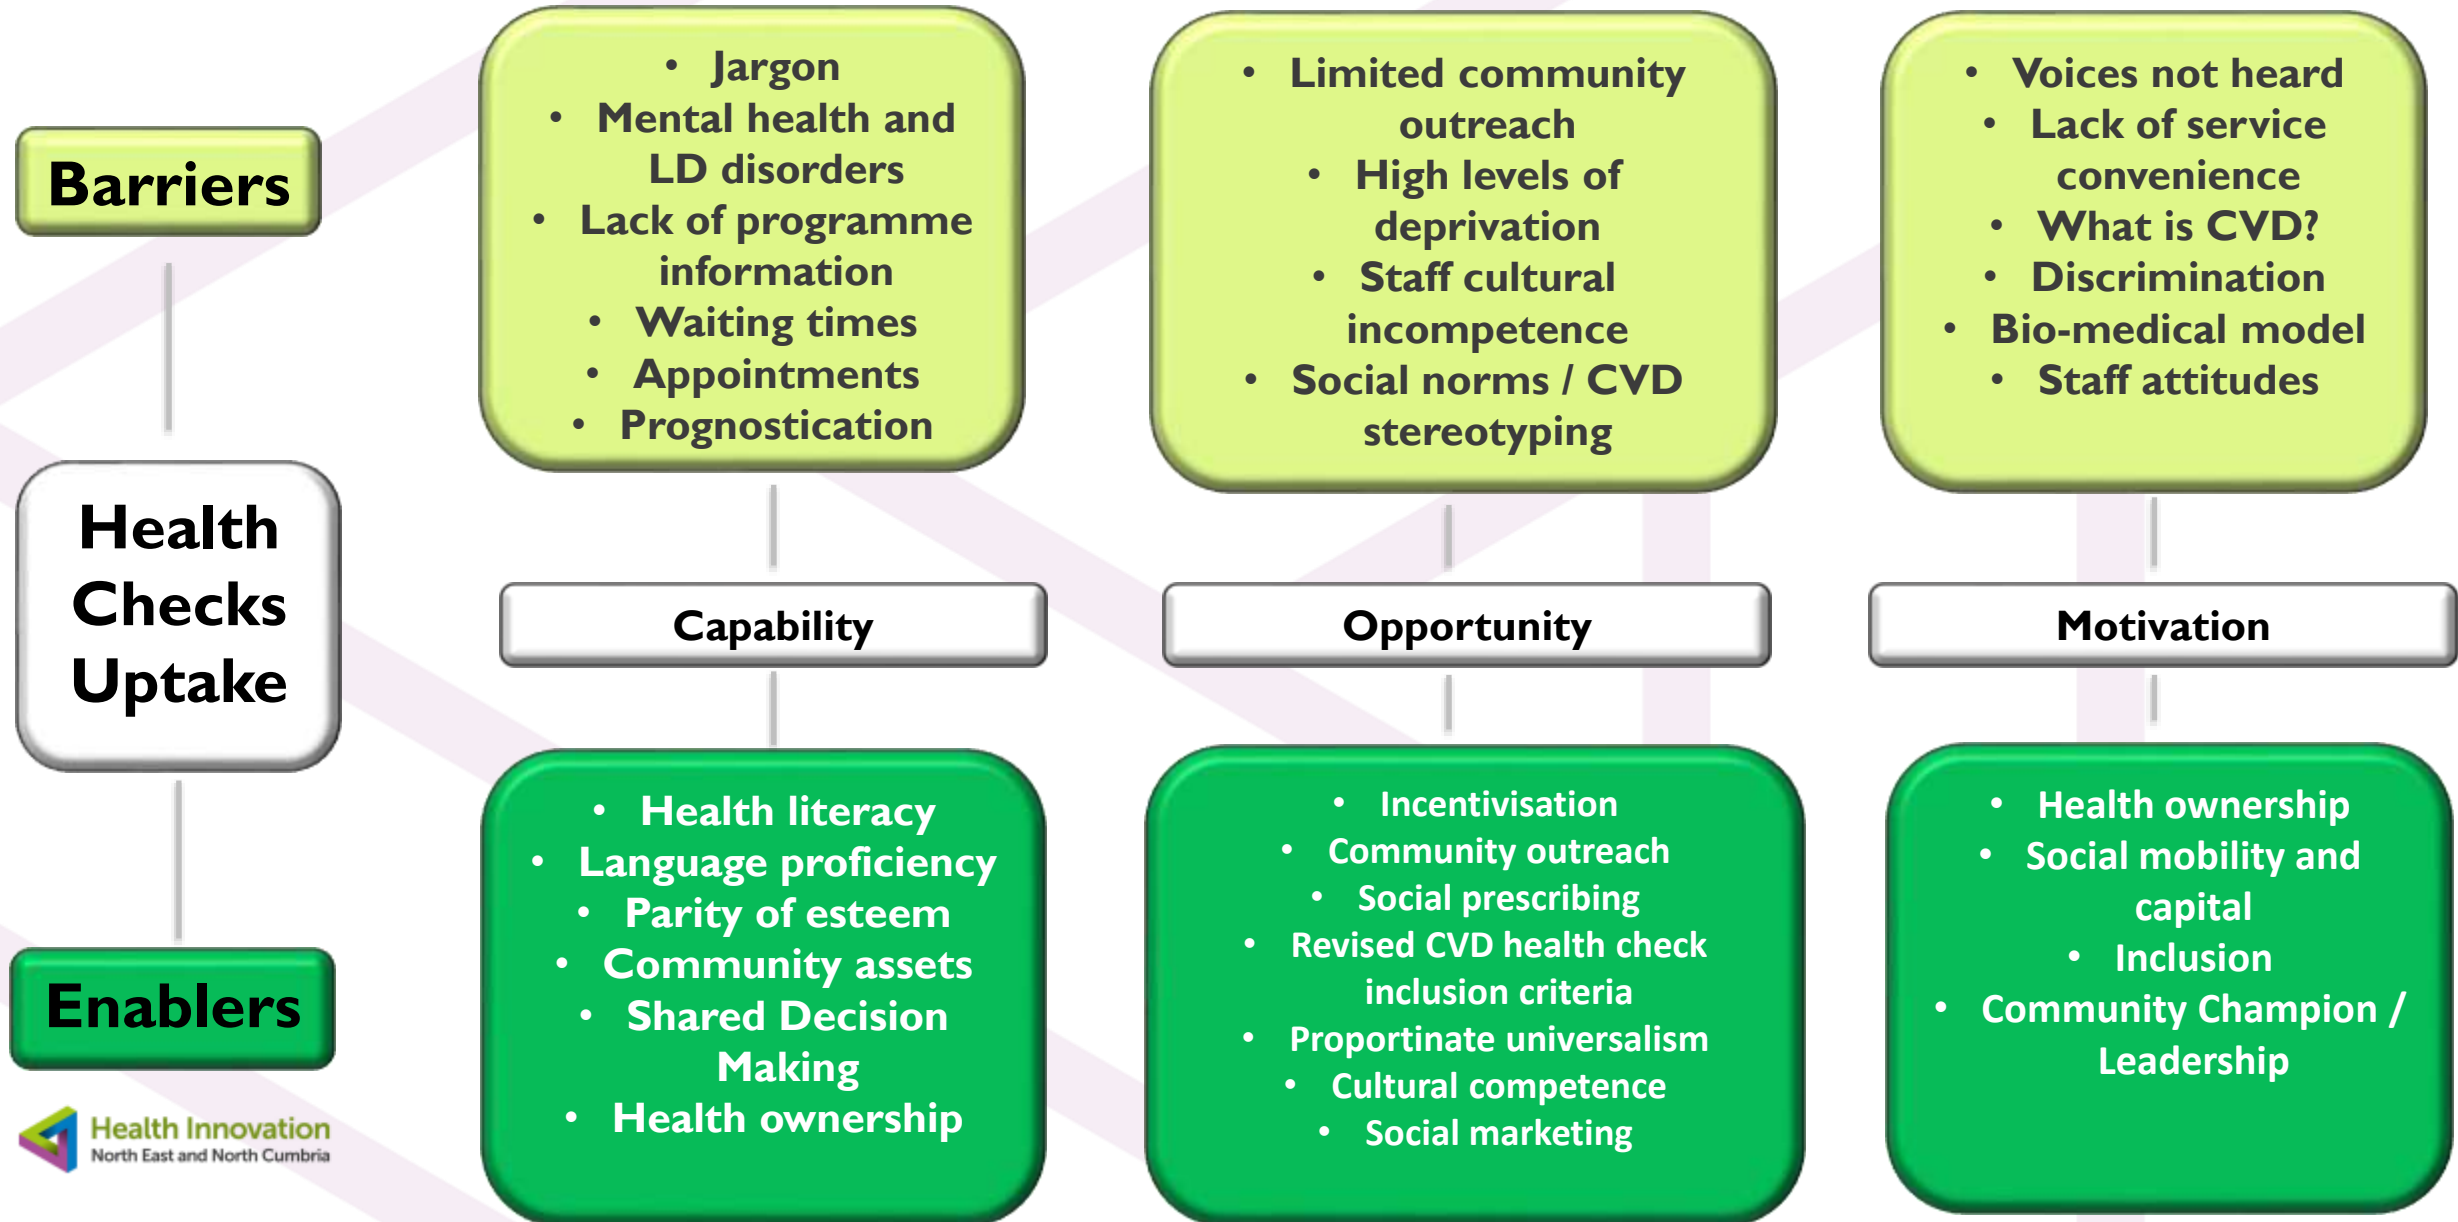 Barriers
Health
Checks
Uptake
Enablers
• Jargon
• Mental health and
LD disorders
• Lack of programme
information
• Waiting times
• Appointments
• Prognostication
Capability
• Health literacy
• Language proficiency
• Parity of esteem
• Community assets
• Shared Decision
Making
• Health ownership
• Limited community
outreach
• High levels of
deprivation
• Staff cultural
incompetence
• Social norms / CVD
stereotyping
Opportunity
• Incentivisation
• Community outreach
• Social prescribing
• Revised CVD health check
inclusion criteria
• Proportinate universalism
• Cultural competence
• Social marketing
• Voices not heard
• Lack of service
convenience
• What is CVD?
• Discrimination
• Bio-medical model
• Staff attitudes
Motivation
• Health ownership
• Social mobility and
capital
• Inclusion
• Community Champion /
Leadership
Health Innovation
North East and North Cumbria